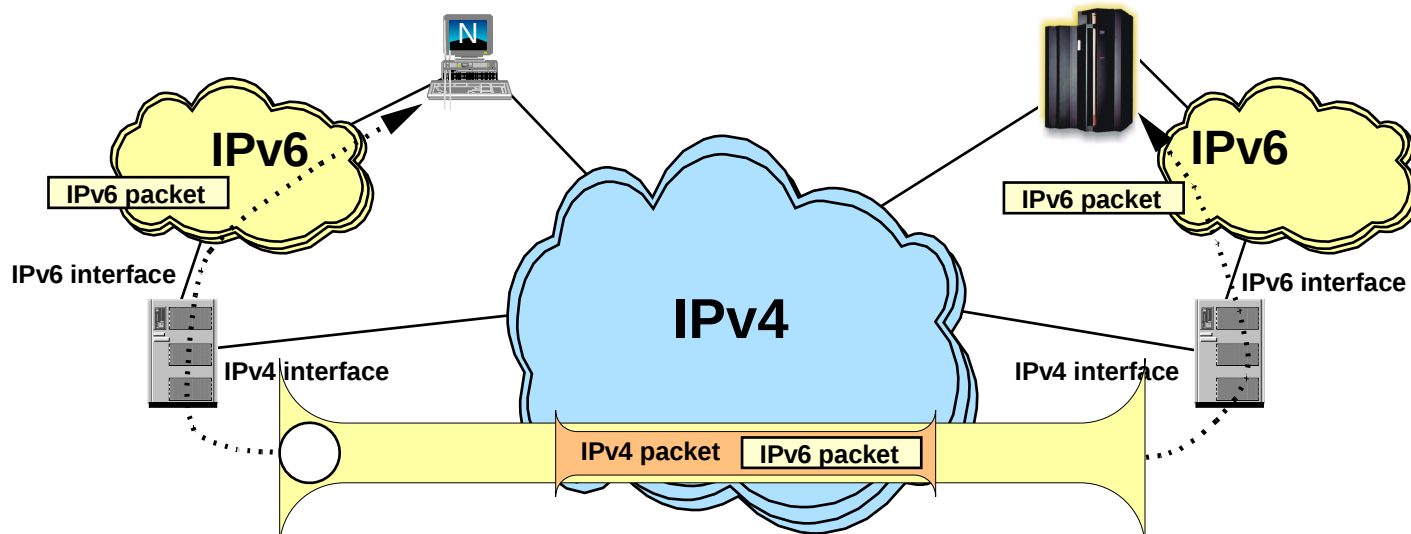 N
IPv6
IPv6
IPv6 packet
IPv6 packet
IPv6 interface
IPv6 interface
IPv4
IPv4 interface
IPv4 interface
IPv4 packet
IPv6 packet